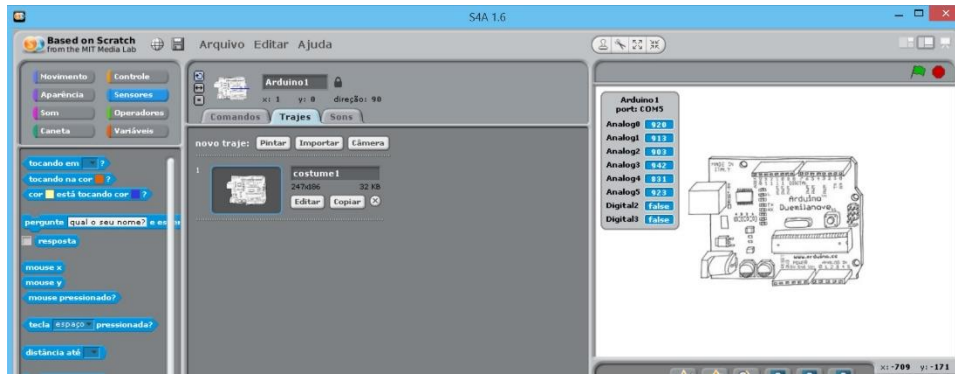 S4A 1.6
Based on Scratch
from the MIT Media Lab
Arquivo Editar Ajuda
Movimento Controle
Aparência Sensores
Som Operadores
Caneta Variáveis
tocando em ?
tocando na cor ?
cor está tocando cor ?
pergunte qual o seu nome? e
resposta
mouse x
mouse y
mouse pressionado?
tecla espaço pressionada?
distância até
Arduino1
x: 1 y: 0 direção: 90
Comandos Trajes Sons
novo traje: Pintar Importar Câmera
1
costume1
247x186 32 KB
Editar Copiar
Arduino1
port: COM5
Analog0 920
Analog1 913
Analog2 903
Analog3 942
Analog4 831
Analog5 923
Digital2 false
Digital3 false
MADE IN
ITALY
Arduino
Duemilanove
www.arduino.cc
x: -709 y: -171